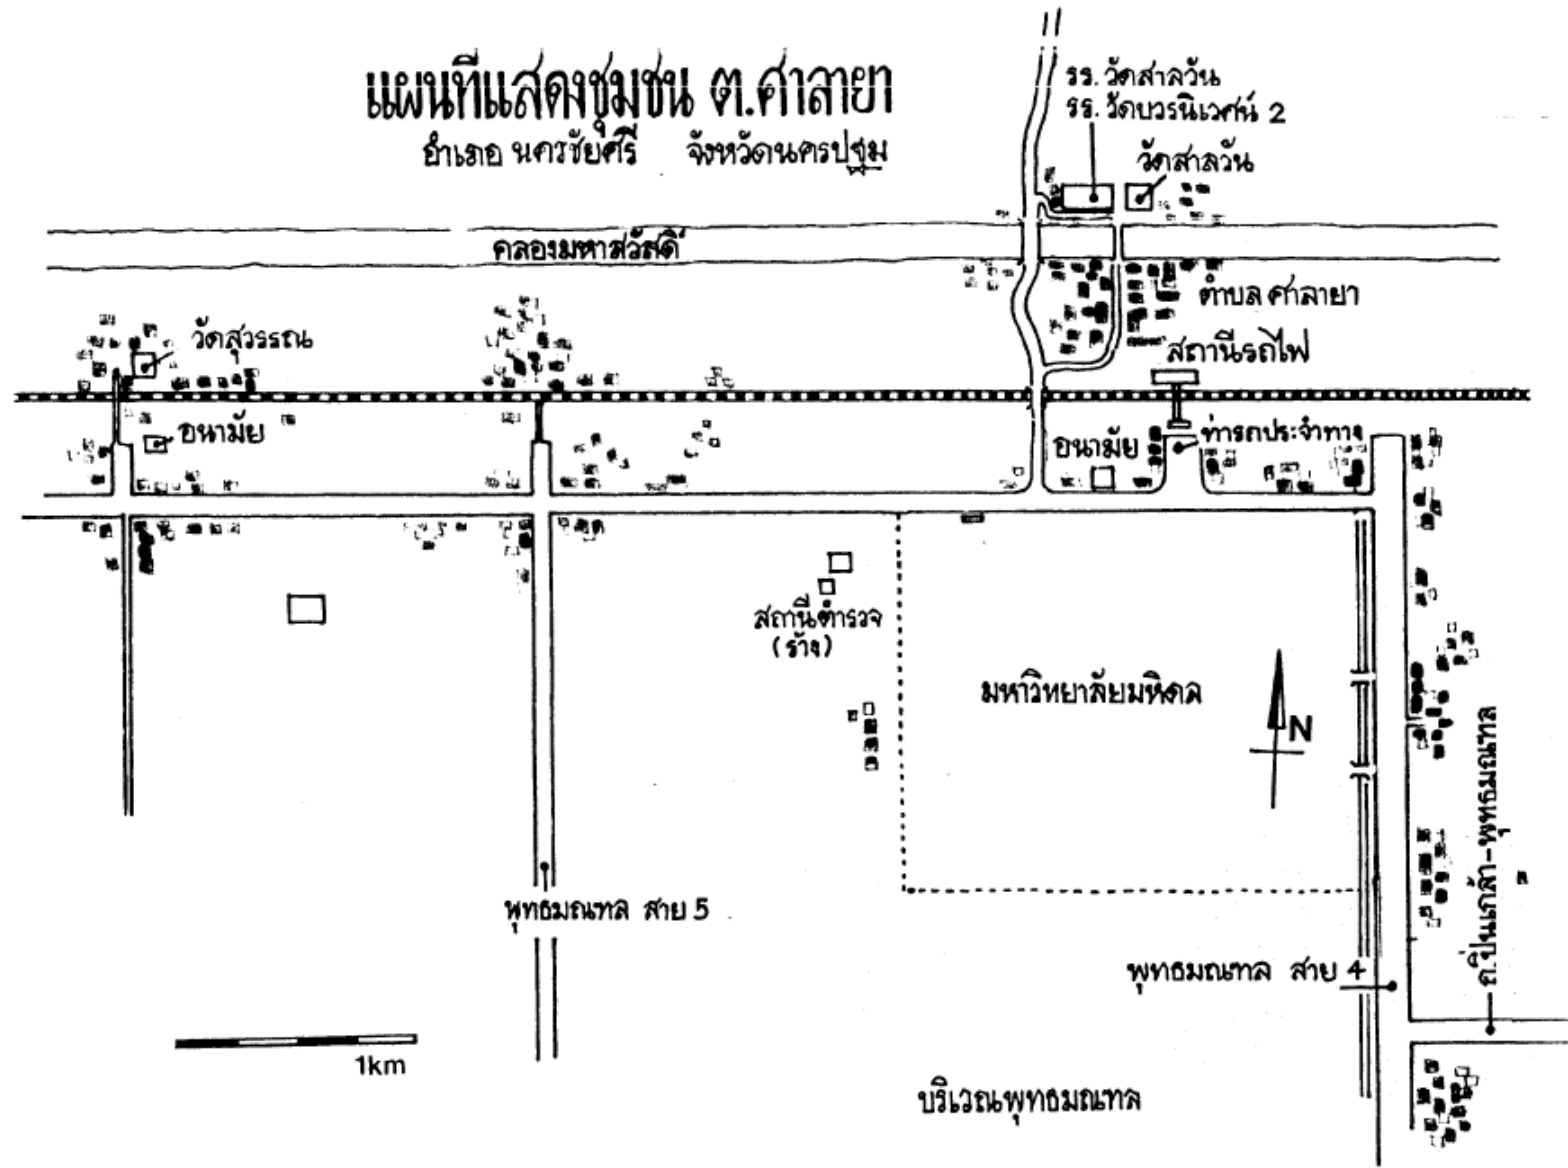 แผนที่แสดงชุมชน ต.ศาลายา
อำเภอ นครชัยศรี จังหวัดนครปฐม
รร. วัดสาลวัน
รร. วัดบวรนิเวศน์ 2
วัดสาลวัน
คลองมหาสวัสดิ์
ตำบล ศาลายา
วัดสุวรรณ
สถานีรถไฟ
อนามัย
อนามัย
ท่ารถประจำทาง
สถานีตำรวจ
(ร้าง)
มหาวิทยาลัยมหิดล
N
ถ.ปิ่นเกล้า-พุทธมณฑล
พุทธมณฑล สาย 5
พุทธมณฑล สาย 4
1km
บริเวณพุทธมณฑล